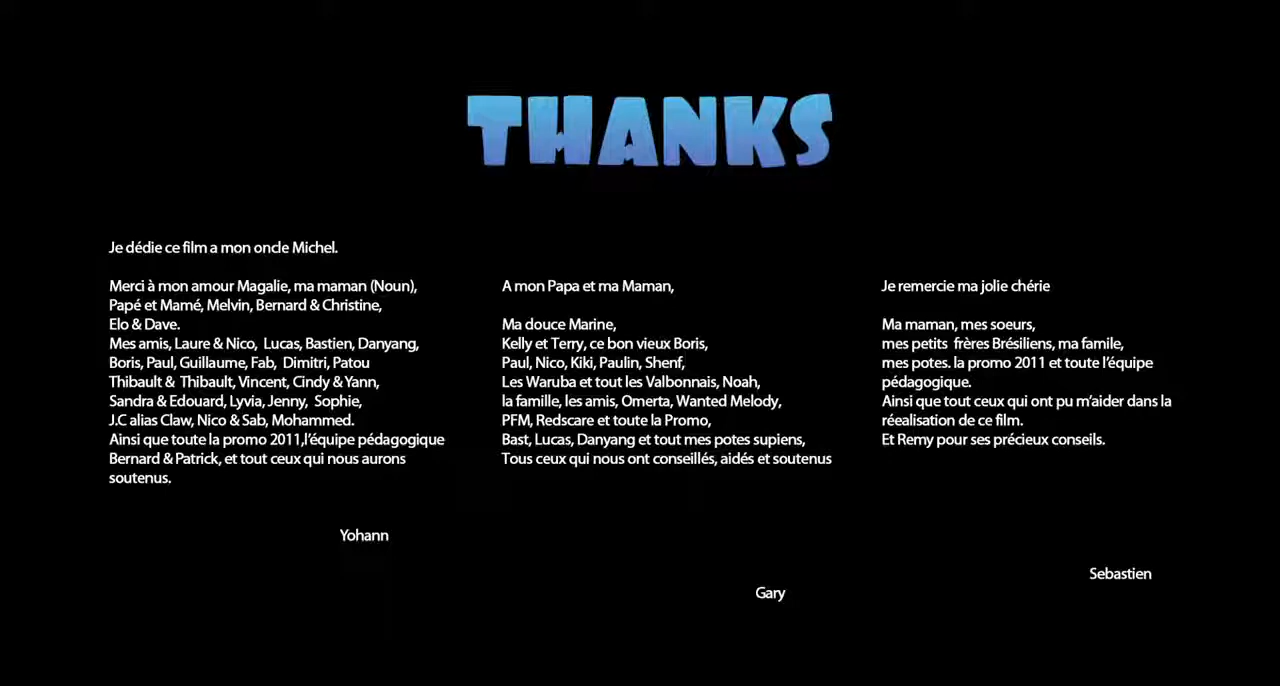 THANKS
Je dédie ce film a mon oncle Michel.
Merci à mon amour Magalie, ma maman (Noun),
Papé et Mamé, Melvin, Bernard & Christine,
Elo & Dave.
Mes amis, Laure & Nico, Lucas, Bastien, Danyang,
Boris, Paul, Guillaume, Fab, Dimitri, Patou
Thibault & Thibault, Vincent, Cindy & Yann,
Sandra & Edouard, Lyvia, Jenny, Sophie,
J.C alias Claw, Nico & Sab, Mohammed.
Ainsi que toute la promo 2011,l'équipe pédagogique
Bernard & Patrick, et tout ceux qui nous aurons
soutenus.
Yohann
A mon Papa et ma Maman,
Ma douce Marine,
Kelly et Terry, ce bon vieux Boris,
Paul, Nico, Kiki, Paulin, Shenf,
Les Waruba et tout les Valbonnais, Noah,
la famille, les amis, Omerta, Wanted Melody,
PFM, Redscare et toute la Promo,
Bast, Lucas, Danyang et tout mes potes supiens,
Tous ceux qui nous ont conseillés, aidés et soutenus
Gary
Je remercie ma jolie chérie
Ma maman, mes soeurs,
mes petits frères Brésiliens, ma famile,
mes potes. la promo 2011 et toute l'équipe
pédagogique.
Ainsi que tout ceux qui ont pu m'aider dans la
réealisation de ce film.
Et Remy pour ses précieux conseils.
Sebastien